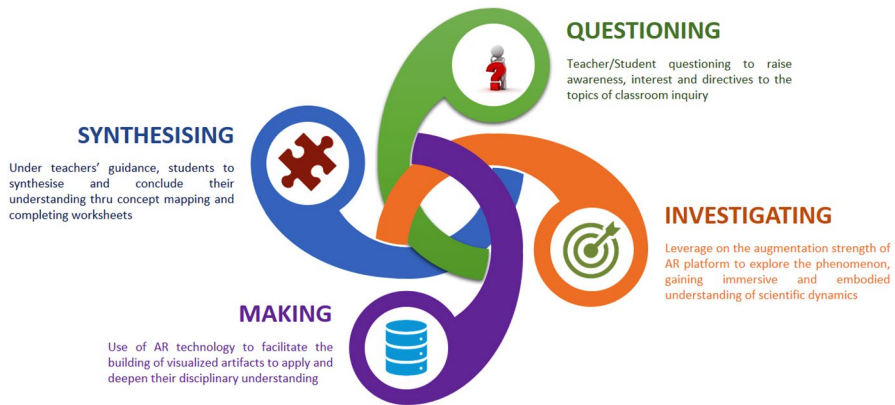 QUESTIONING
Teacher/Student questioning to raise
awareness, interest and directives to the
topics of classroom inquiry
SYNTHESISING
Under teachers' guidance, students to
synthesise and conclude their
understanding thru concept mapping and
completing worksheets
INVESTIGATING
Leverage on the augmentation strength of
AR platform to explore the phenomenon,
gaining immersive and embodied
understanding of scientific dynamics
MAKING
Use of AR technology to facilitate the
building of visualized artifacts to apply and
deepen their disciplinary understanding